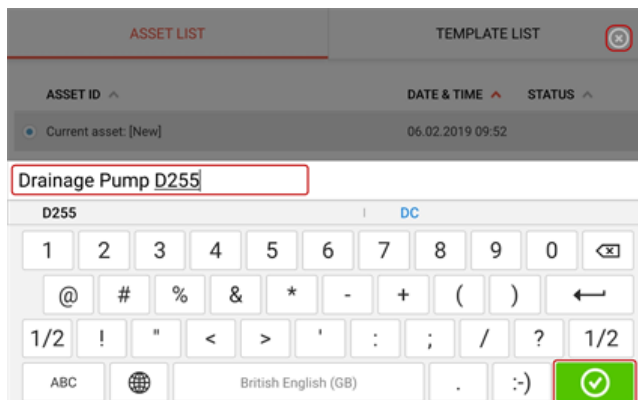 ASSET LIST TEMPLATE LIST
ASSET ID DATE & TIME STATUS
Current asset: [New] 06.02.2019 09:52
Drainage Pump D255
D255 DC
1 2 3 4 5 6 7 8 9 0
@ # % & * - + ( )
1/2 ! " < > ' : ; / ? 1/2
ABC British English (GB) . :-)